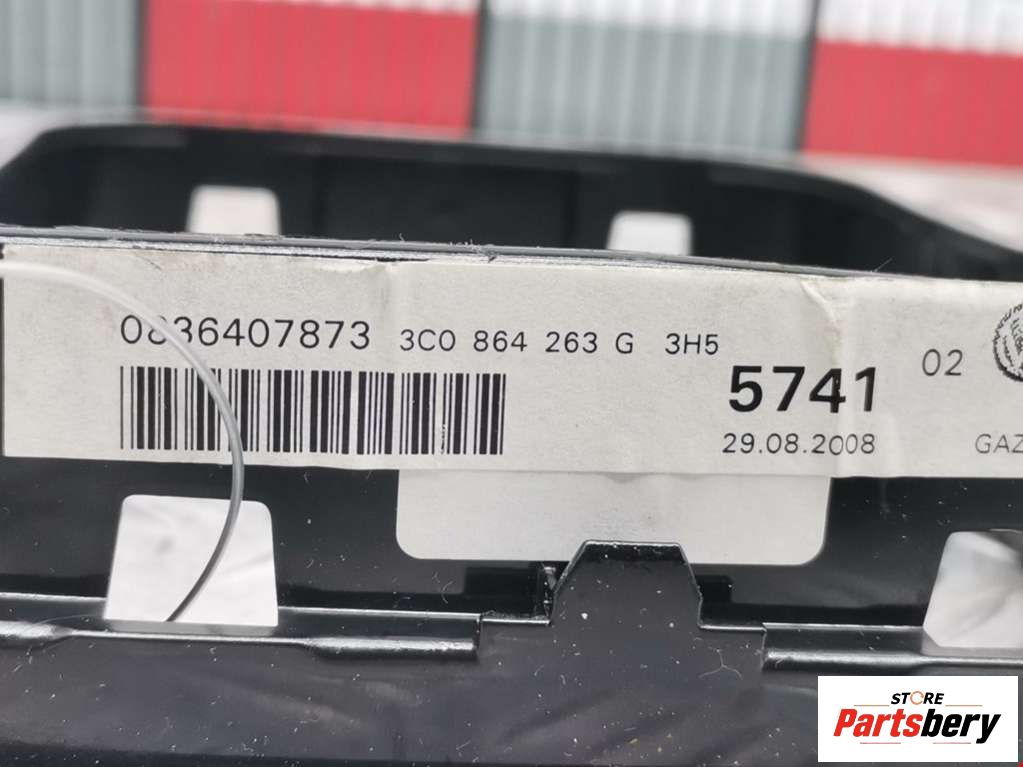 0836407873 3C0 864 263 G 3H5
5741
02
29.08.2008
GAZ
STORE
Partsbery